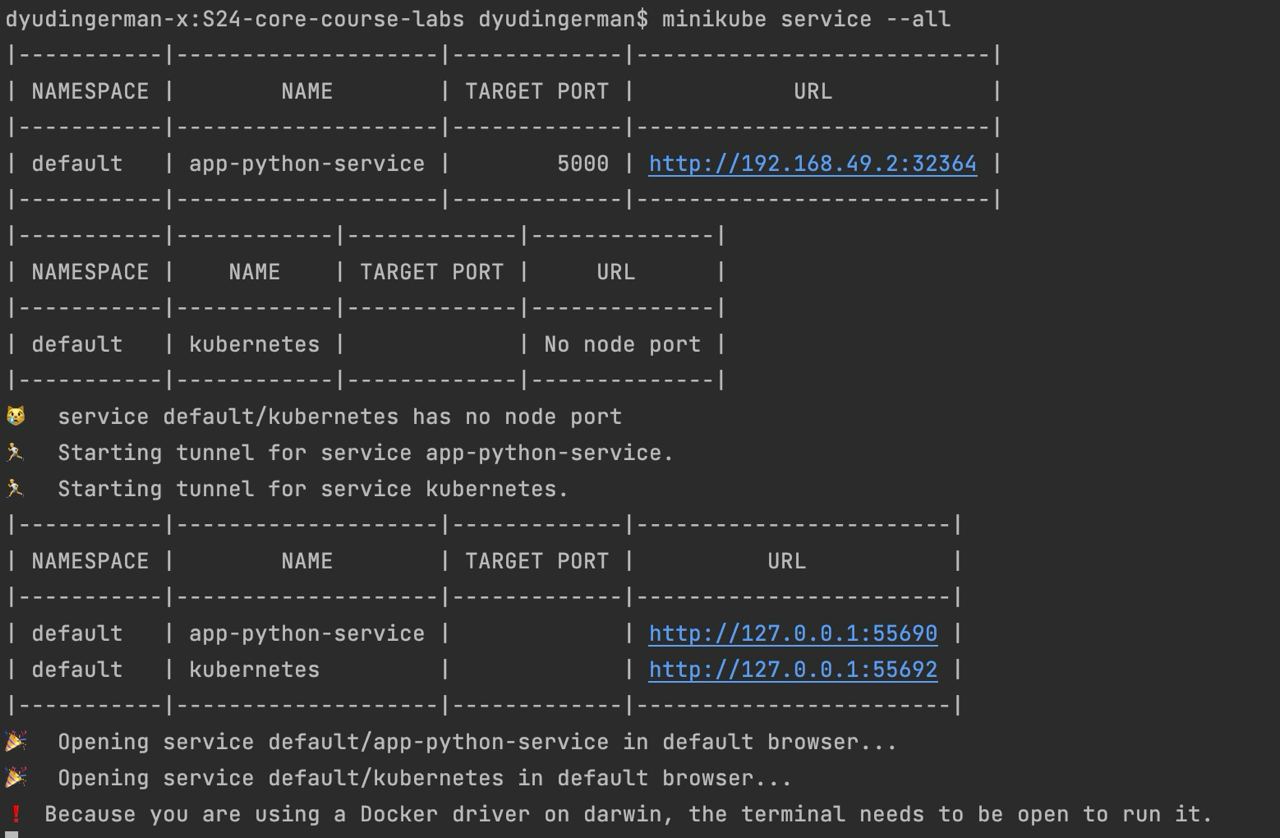 dyudingerman-x:S24-core-course-labs dyudingerman$ minikube service --all
|-----------|--------------------|-------------|---------------------------|
| NAMESPACE |        NAME        | TARGET PORT |            URL            |
|-----------|--------------------|-------------|---------------------------|
| default   | app-python-service |        5000 | http://192.168.49.2:32364 |
|-----------|--------------------|-------------|---------------------------|
|-----------|------------|-------------|--------------|
| NAMESPACE |    NAME    | TARGET PORT |     URL      |
|-----------|------------|-------------|--------------|
| default   | kubernetes |             | No node port |
|-----------|------------|-------------|--------------|
😿  service default/kubernetes has no node port
🏃  Starting tunnel for service app-python-service.
🏃  Starting tunnel for service kubernetes.
|-----------|--------------------|-------------|------------------------|
| NAMESPACE |        NAME        | TARGET PORT |          URL           |
|-----------|--------------------|-------------|------------------------|
| default   | app-python-service |             | http://127.0.0.1:55690 |
| default   | kubernetes         |             | http://127.0.0.1:55692 |
|-----------|--------------------|-------------|------------------------|
🎉  Opening service default/app-python-service in default browser...
🎉  Opening service default/kubernetes in default browser...
❗  Because you are using a Docker driver on darwin, the terminal needs to be open to run it.